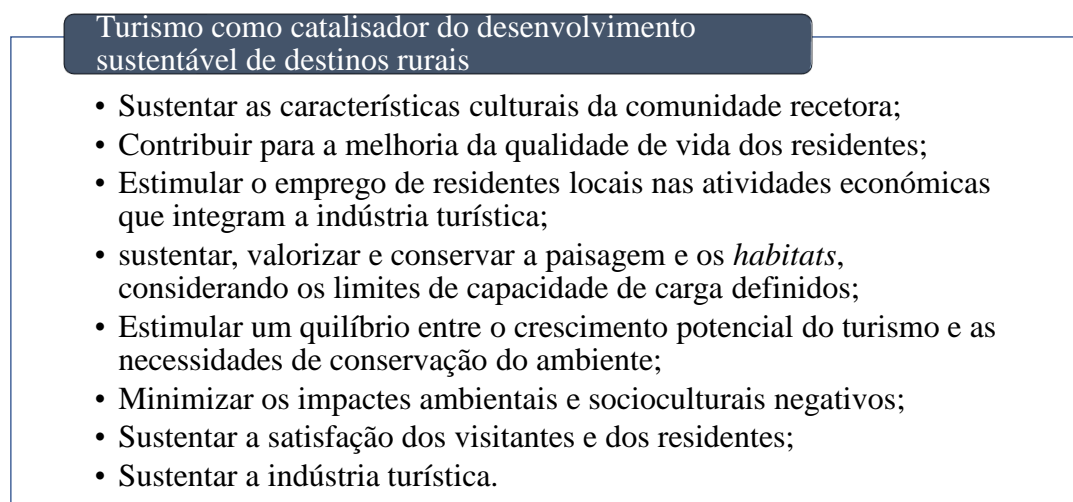 Turismo como catalisador do desenvolvimento
sustentável de destinos rurais
• Sustentar as características culturais da comunidade recetora;
• Contribuir para a melhoria da qualidade de vida dos residentes;
• Estimular o emprego de residentes locais nas atividades económicas
que integram a indústria turística;
• sustentar, valorizar e conservar a paisagem e os habitats,
considerando os limites de capacidade de carga definidos;
• Estimular um quilíbrio entre o crescimento potencial do turismo e as
necessidades de conservação do ambiente;
• Minimizar os impactes ambientais e socioculturais negativos;
• Sustentar a satisfação dos visitantes e dos residentes;
• Sustentar a indústria turística.